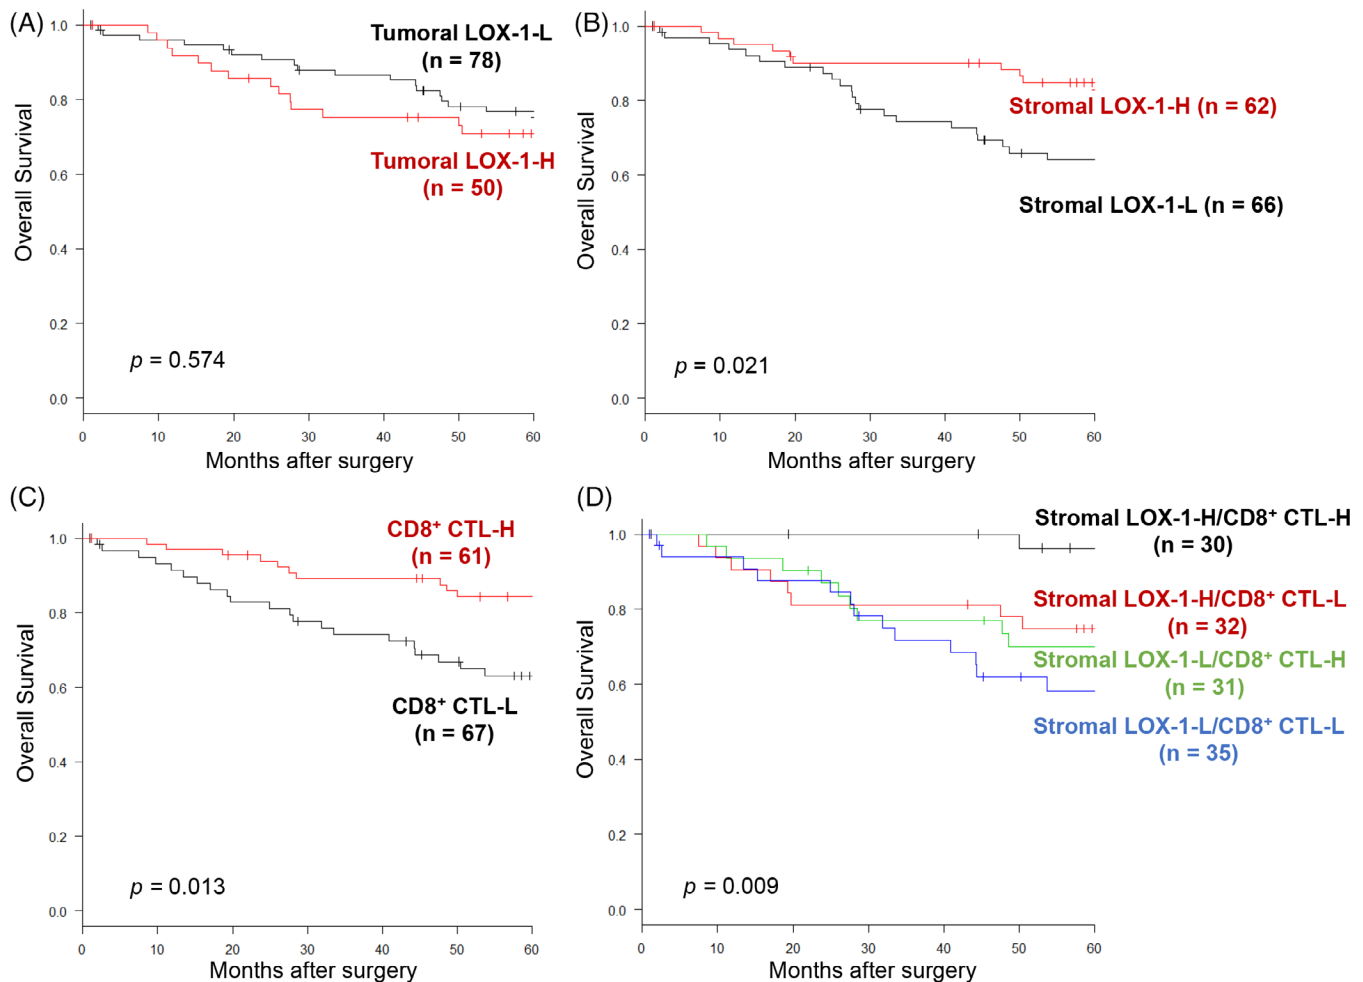 (A)
1.0
0.8
0.6
0.4
0.2
0.0
Overall Survival
Tumoral LOX-1-L
(n = 78)
Tumoral LOX-1-H
(n = 50)
p = 0.574
0 10 20 30 40 50 60
Months after surgery
(B)
1.0
0.8
0.6
0.4
0.2
0.0
Overall Survival
Stromal LOX-1-H (n = 62)
Stromal LOX-1-L (n = 66)
p = 0.021
0 10 20 30 40 50 60
Months after surgery
(C)
1.0
0.8
0.6
0.4
0.2
0.0
Overall Survival
CD8⁺ CTL-H
(n = 61)
CD8⁺ CTL-L
(n = 67)
p = 0.013
0 10 20 30 40 50 60
Months after surgery
(D)
1.0
0.8
0.6
0.4
0.2
0.0
Overall Survival
Stromal LOX-1-H/CD8⁺ CTL-H
(n = 30)
Stromal LOX-1-H/CD8⁺ CTL-L
(n = 32)
Stromal LOX-1-L/CD8⁺ CTL-H
(n = 31)
Stromal LOX-1-L/CD8⁺ CTL-L
(n = 35)
p = 0.009
0 10 20 30 40 50 60
Months after surgery